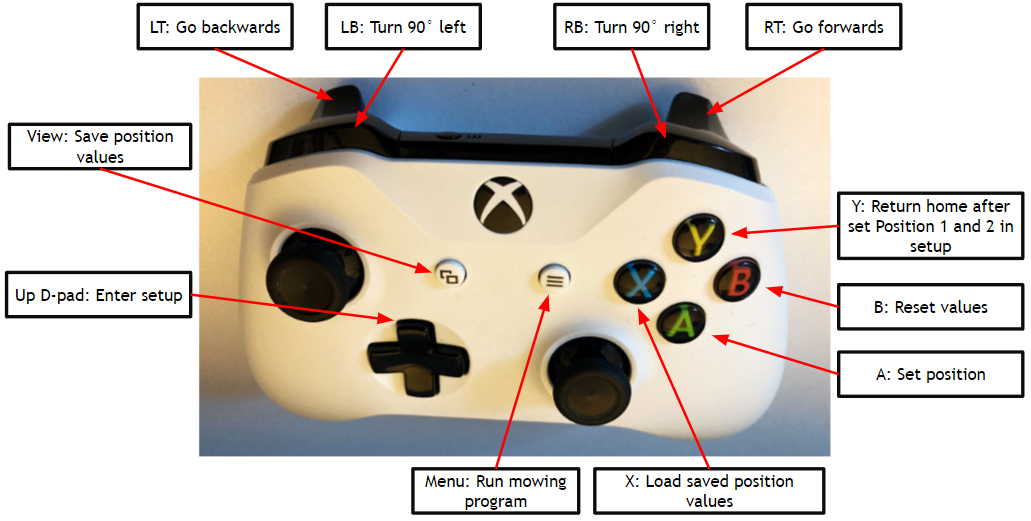 LT: Go backwards
LB: Turn 90° left
RB: Turn 90° right
RT: Go forwards
View: Save position
values
Y: Return home after
set Position 1 and 2 in
setup
Up D-pad: Enter setup
B: Reset values
A: Set position
Menu: Run mowing
program
X: Load saved position
values
Y
X
B
A